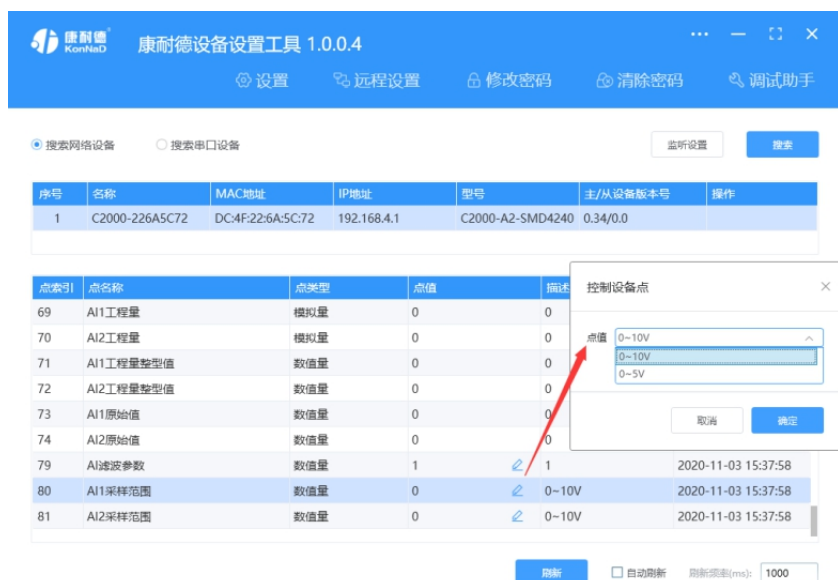 康耐德 KonNaD 康耐德设备设置工具 1.0.0.4
设置 远程设置 修改密码 清除密码 调试助手
搜索网络设备 搜索串口设备 监听设置 搜索
序号 名称 MAC地址 IP地址 型号 主/从设备版本号 操作
1 C2000-226A5C72 DC:4F:22:6A:5C:72 192.168.4.1 C2000-A2-SMD4240 0.34/0.0
点索引 点名称 点类型 点值 描述
69 AI1工程量 模拟量 0 0
70 AI2工程量 模拟量 0 0
71 AI1工程量整型值 数值量 0 0
72 AI2工程量整型值 数值量 0 0
73 AI1原始值 数值量 0 0
74 AI2原始值 数值量 0 0
79 AI滤波参数 数值量 1 1 2020-11-03 15:37:58
80 AI1采样范围 数值量 0 0~10V 2020-11-03 15:37:58
81 AI2采样范围 数值量 0 0~10V 2020-11-03 15:37:58
控制设备点
点值 0~10V
0~10V
0~5V
取消 确定
刷新 自动刷新 刷新频率(ms): 1000